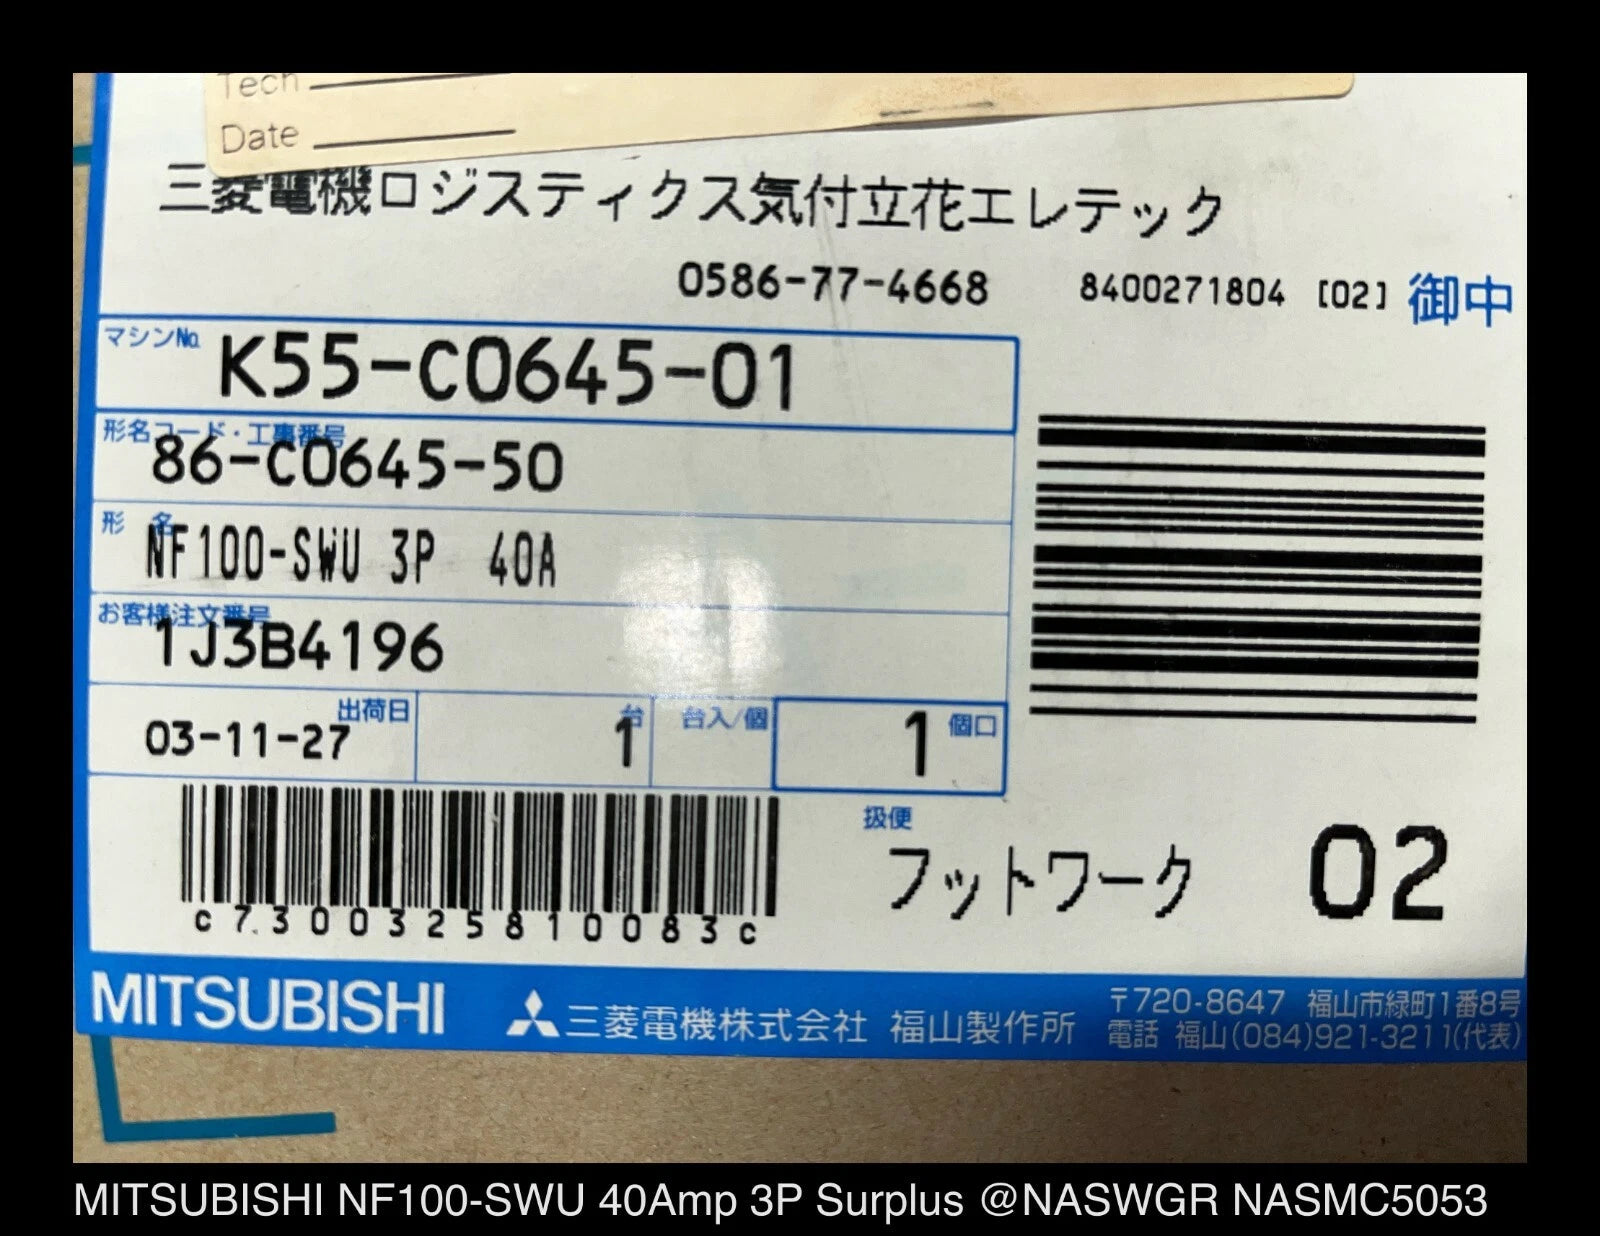 Tech
Date
三菱電機ロジスティクス気付立花エレテック
0586-77-4668 8400271804 [02] 御中
マシンNo. K55-C0645-01
形名コード・工事番号
86-C0645-50
形 名
NF100-SWU 3P 40A
お客様注文番号
1J3B4196
出荷日 台 台入/個 個口
03-11-27 1 1
扱便
フットワーク 02
c7300325810083c
MITSUBISHI 三菱電機株式会社 福山製作所
〒720-8647 福山市緑町1番8号
電話 福山(084)921-3211(代表)
MITSUBISHI NF100-SWU 40Amp 3P Surplus @NASWGR NASMC5053